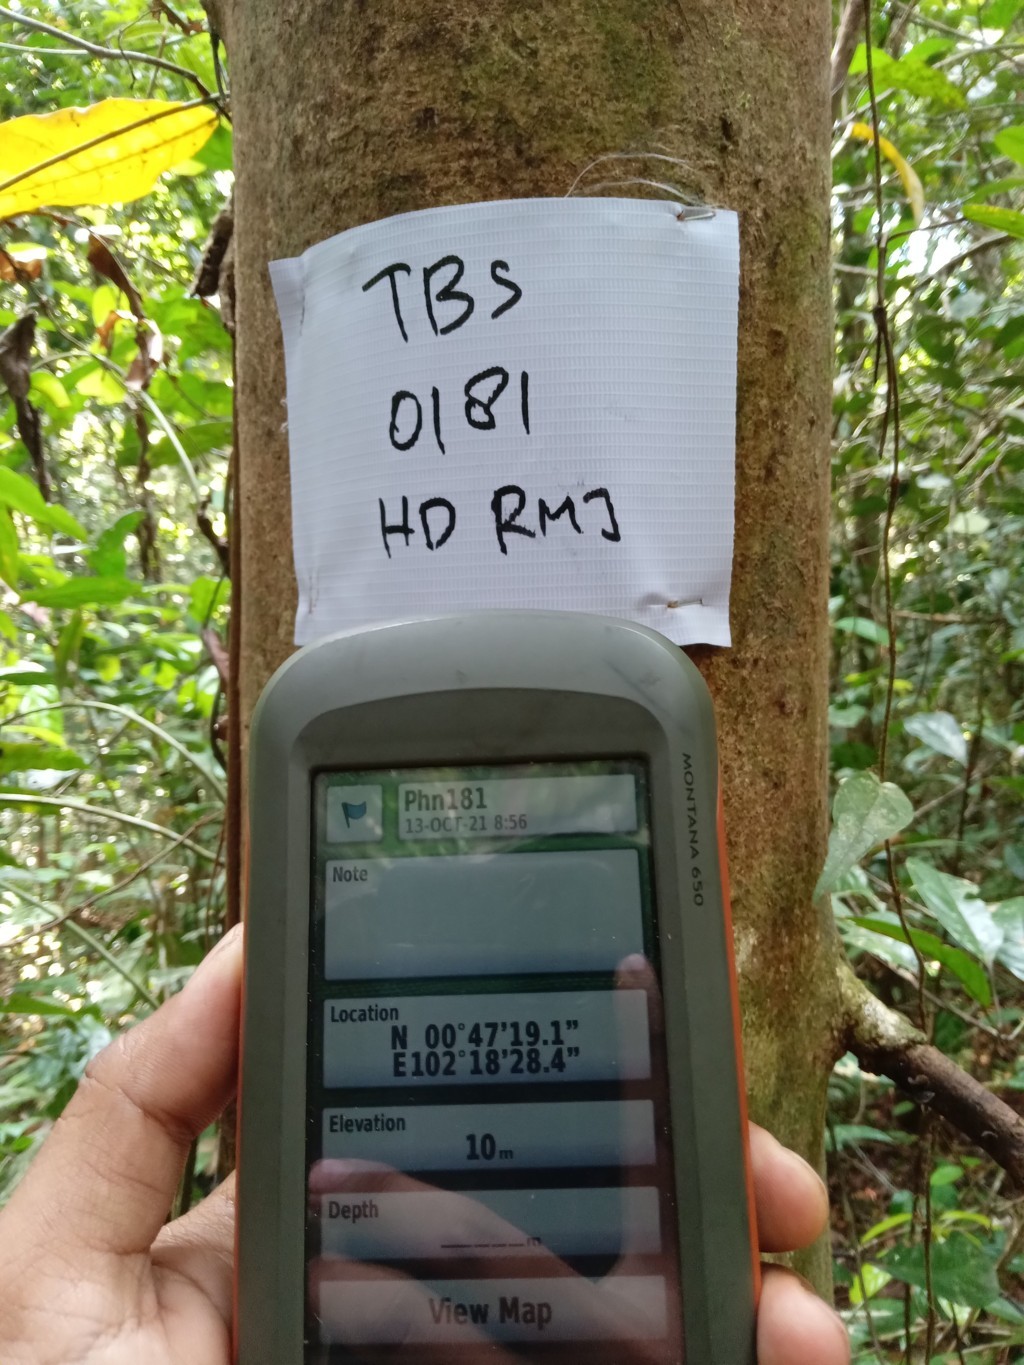 TBS
0181
HD RMJ
MONTANA 650
Phn181
13-OCT-21 8:56
Note
Location
N 00°47'19.1"
E102°18'28.4"
Elevation
10m
Depth
____m
View Map